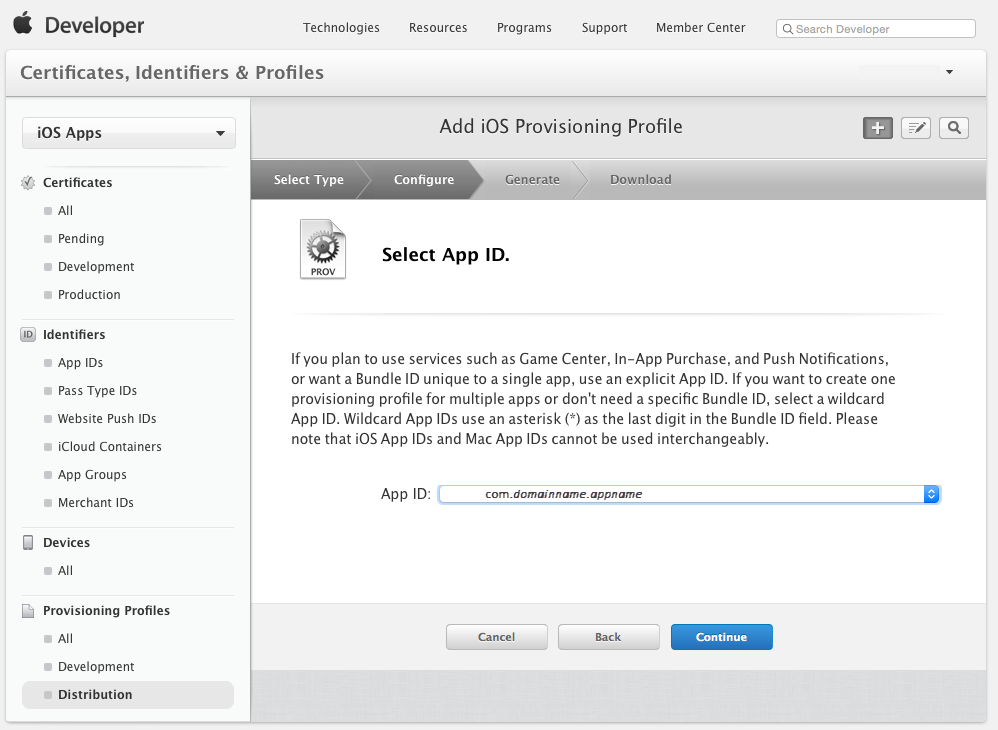 Developer
Technologies Resources Programs Support Member Center Search Developer
Certificates, Identifiers & Profiles
iOS Apps
Certificates
All
Pending
Development
Production
ID Identifiers
App IDs
Pass Type IDs
Website Push IDs
iCloud Containers
App Groups
Merchant IDs
Devices
All
Provisioning Profiles
All
Development
Distribution
Add iOS Provisioning Profile
Select Type Configure Generate Download
PROV
Select App ID.
If you plan to use services such as Game Center, In-App Purchase, and Push Notifications,
or want a Bundle ID unique to a single app, use an explicit App ID. If you want to create one
provisioning profile for multiple apps or don't need a specific Bundle ID, select a wildcard
App ID. Wildcard App IDs use an asterisk (*) as the last digit in the Bundle ID field. Please
note that iOS App IDs and Mac App IDs cannot be used interchangeably.
App ID: com.domainname.appname
Cancel Back Continue